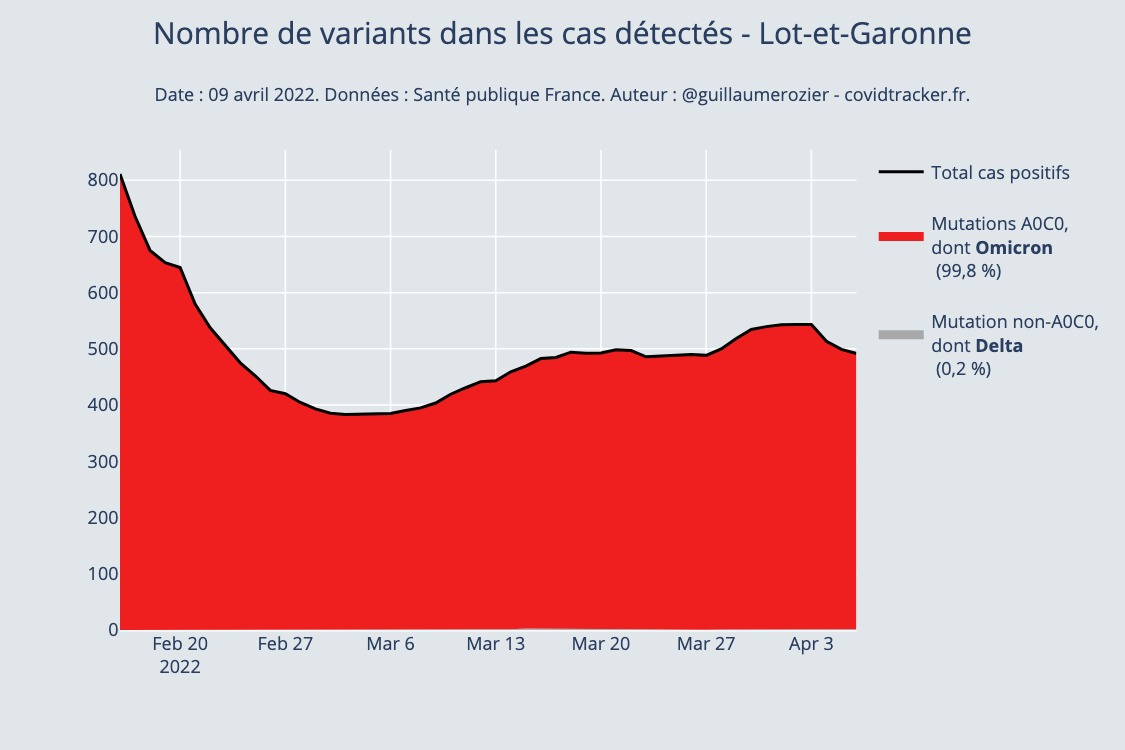 Nombre de variants dans les cas détectés - Lot-et-Garonne
Date : 09 avril 2022. Données : Santé publique France. Auteur : @guillaumerozier - covidtracker.fr.
800
700
600
500
400
300
200
100
0
Feb 20
2022
Feb 27
Mar 6
Mar 13
Mar 20
Mar 27
Apr 3
Total cas positifs
Mutations A0C0,
dont Omicron
(99,8 %)
Mutation non-A0C0,
dont Delta
(0,2 %)